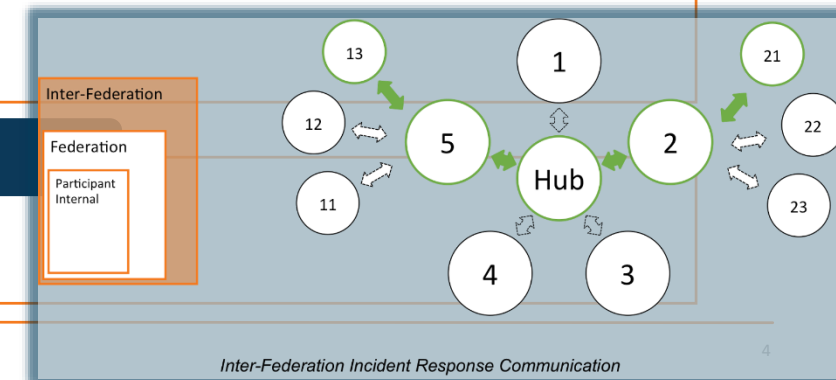 13
1
21
Inter-Federation
12
5
2
22
Federation
Hub
Participant
Internal
11
23
4
3
4
Inter-Federation Incident Response Communication